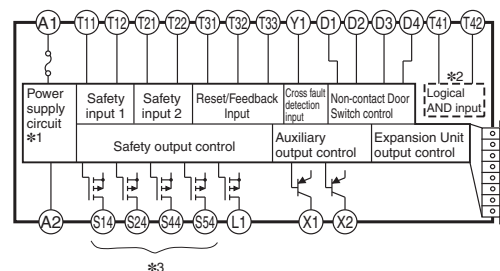 A1 T11 T12 T21 T22 T31 T32 T33 Y1 D1 D2 D3 D4 T41 T42
*2
Power supply circuit *1
Safety input 1
Safety input 2
Reset/Feedback Input
Cross fault detection input
Non-contact Door Switch control
Logical AND input
Safety output control
Auxiliary output control
Expansion Unit output control
A2 S14 S24 S44 S54 L1 X1 X2
*3